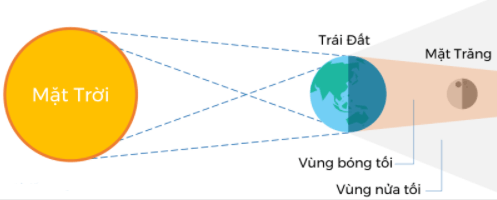 Trái Đất
Mặt Trăng
Mặt Trời
Vùng bóng tối
Vùng nửa tối